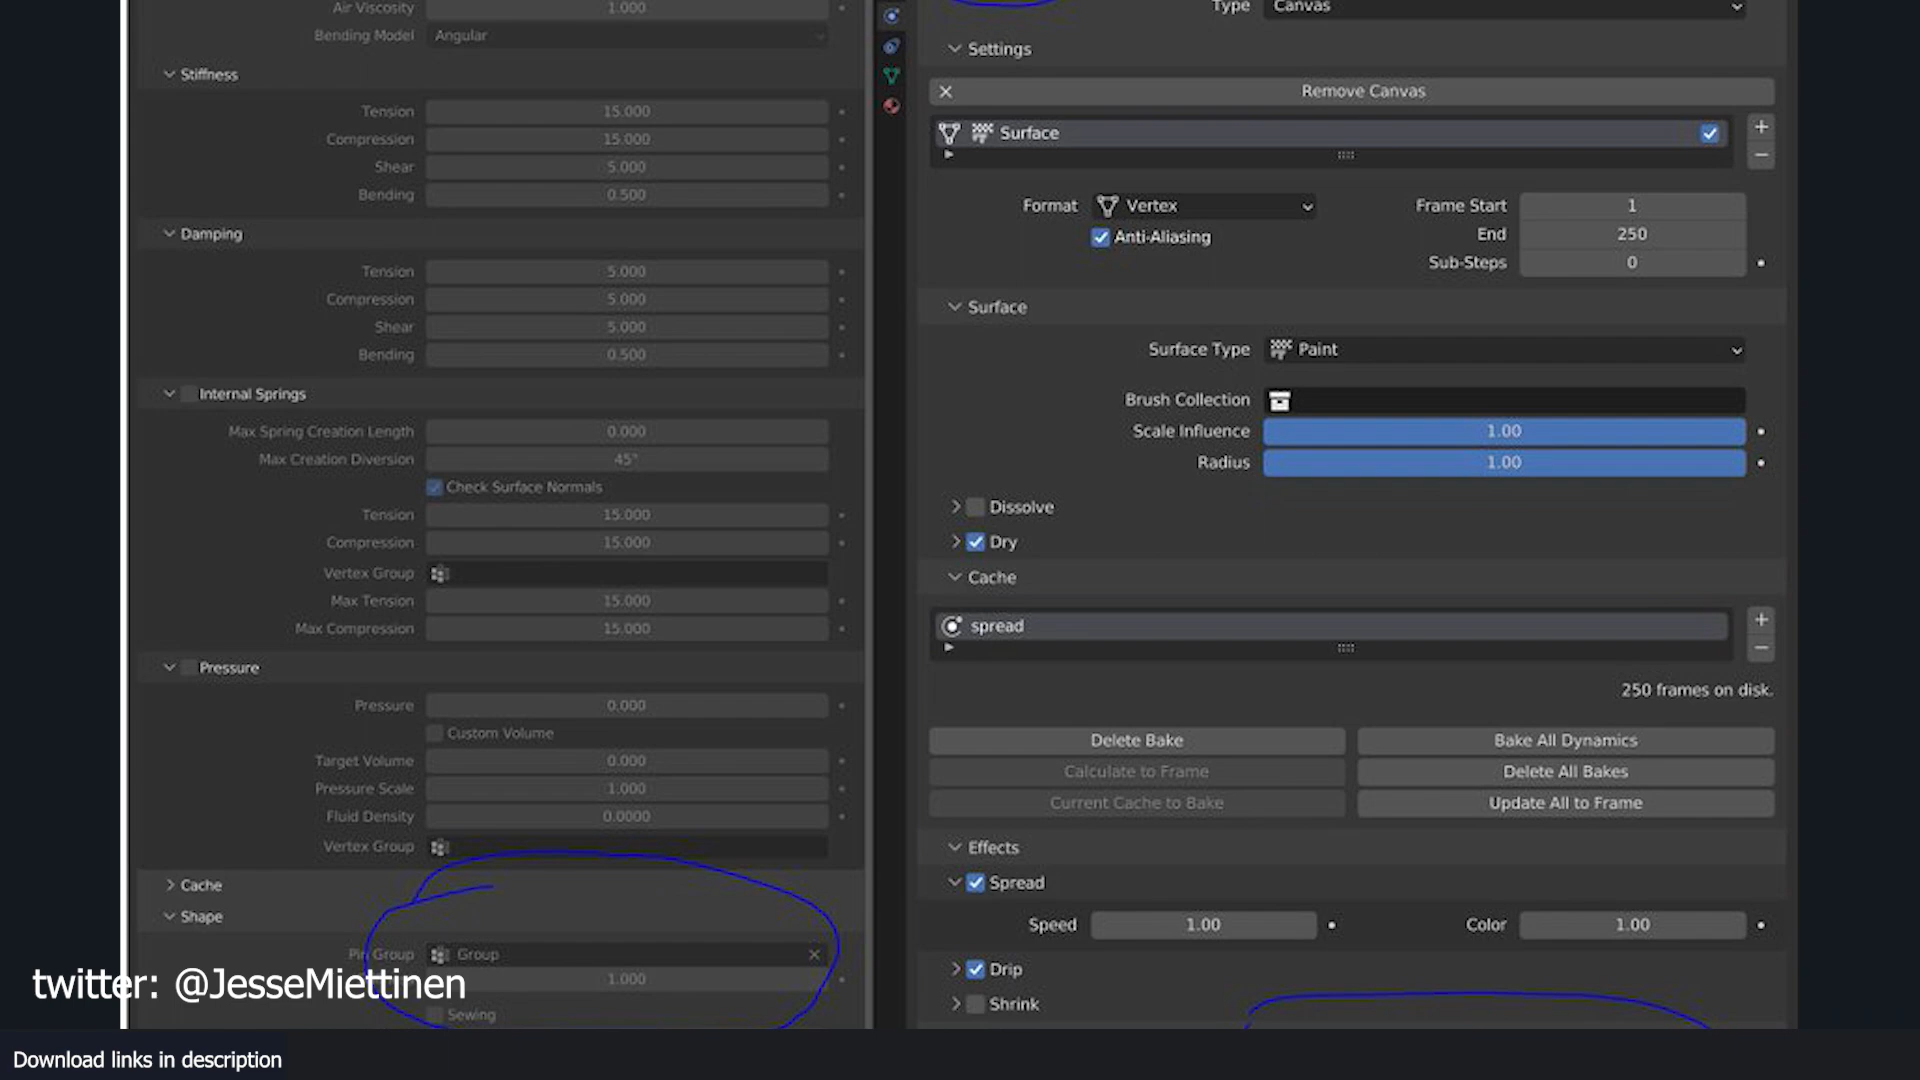 Air Viscosity 1.000
Bending Model Angular
Stiffness
Tension 15.000
Compression 15.000
Shear 5.000
Bending 0.500
Damping
Tension 5.000
Compression 5.000
Shear 5.000
Bending 0.500
Internal Springs
Max Spring Creation Length 0.000
Max Creation Diversion 45°
Check Surface Normals
Tension 15.000
Compression 15.000
Vertex Group
Max Tension 15.000
Max Compression 15.000
Pressure
Pressure 0.000
Custom Volume
Target Volume 0.000
Pressure Scale 1.000
Fluid Density 0.0000
Vertex Group
Cache
Shape
Pin Group Group
1.000
Sewing
Type Canvas
Settings
Remove Canvas
Surface
Format Vertex
Anti-Aliasing
Frame Start 1
End 250
Sub-Steps 0
Surface
Surface Type Paint
Brush Collection
Scale Influence 1.00
Radius 1.00
Dissolve
Dry
Cache
spread
250 frames on disk.
Delete Bake Bake All Dynamics
Calculate to Frame Delete All Bakes
Current Cache to Bake Update All to Frame
Effects
Spread
Speed 1.00 Color 1.00
Drip
Shrink
twitter: @JesseMiettinen
Download links in description